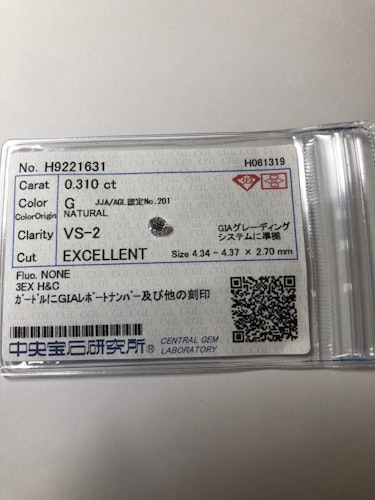 No. H9221631 H061319
Carat 0.310 ct
Color G JJA/AGL認定No.201
ColorOrigin NATURAL
Clarity VS-2 GIAグレーディング
システムに準拠
Cut EXCELLENT Size 4.34 - 4.37 × 2.70 mm
Fluo. NONE
3EX H&C
ガードルにGIAレポートナンバー及び他の刻印
中央宝石研究所® CENTRAL GEM
LABORATORY